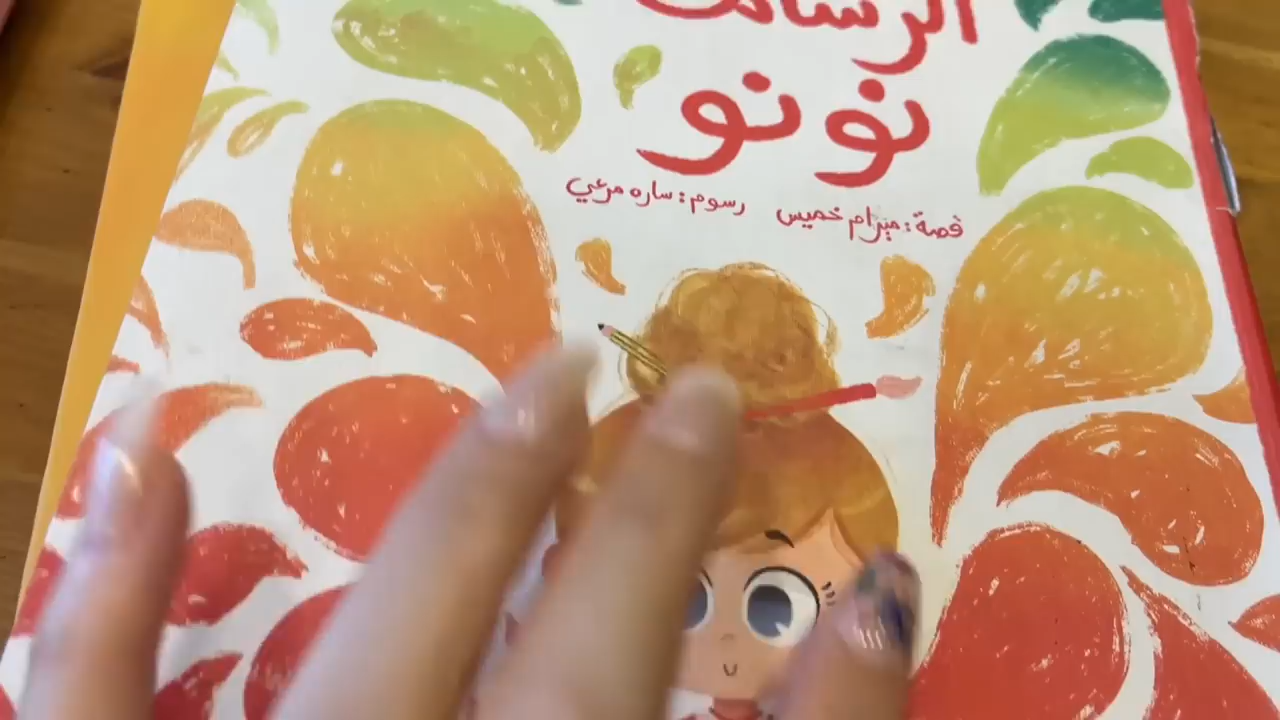 الرسامة
نونو
قصة: ميرام خميس رسوم: ساره مرعي